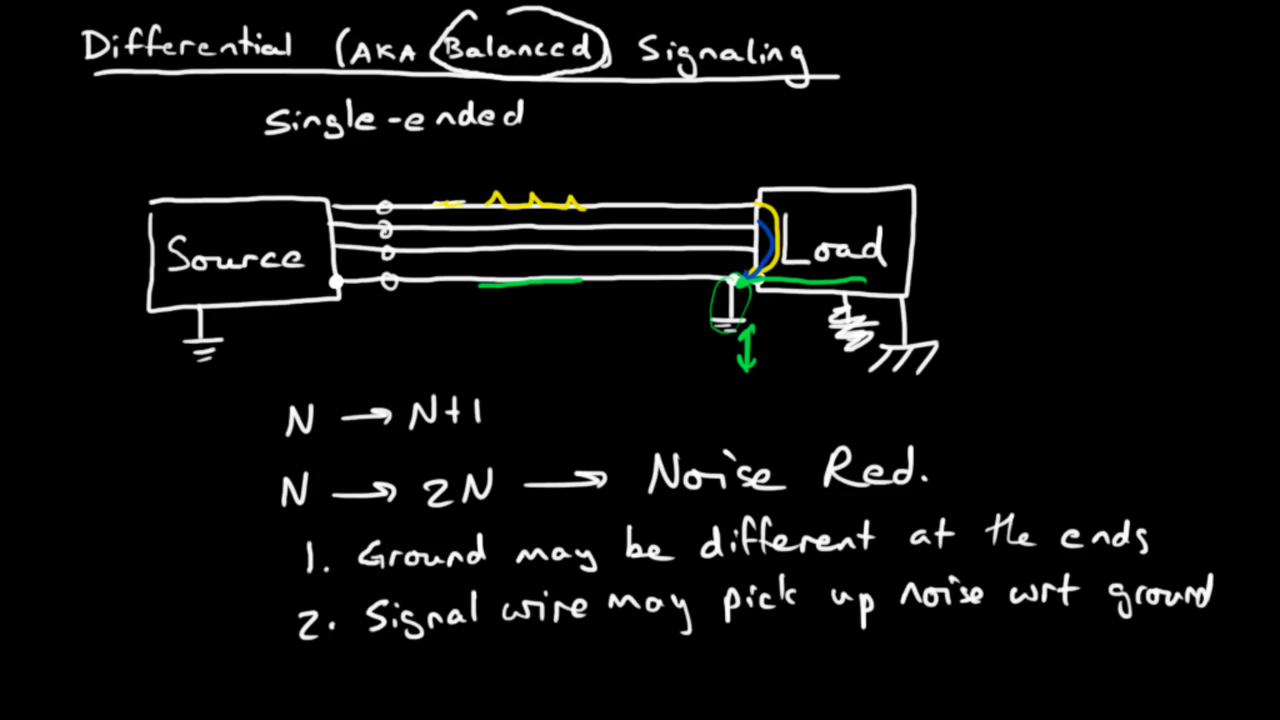 Differential (AKA Balanced) Signaling
Single-ended
Source
Load
N → N+1
N → 2N → Noise Red.
1. Ground may be different at the ends
2. Signal wire may pick up noise wrt ground